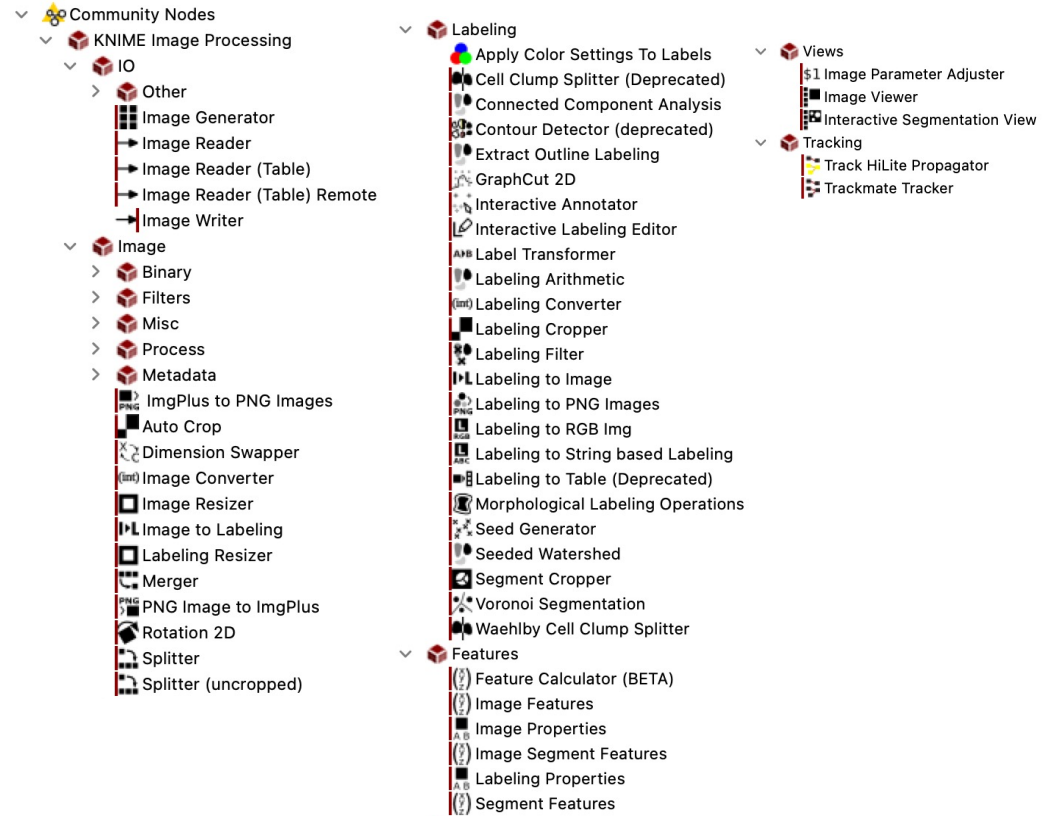 Community Nodes
KNIME Image Processing
IO
Other
Image Generator
Image Reader
Image Reader (Table)
Image Reader (Table) Remote
Image Writer
Image
Binary
Filters
Misc
Process
Metadata
PNG ImgPlus to PNG Images
Auto Crop
X Dimension Swapper
(int) Image Converter
Image Resizer
L Image to Labeling
Labeling Resizer
Merger
PNG PNG Image to ImgPlus
Rotation 2D
Splitter
Splitter (uncropped)
Labeling
Apply Color Settings To Labels
Cell Clump Splitter (Deprecated)
Connected Component Analysis
Contour Detector (deprecated)
Extract Outline Labeling
GraphCut 2D
Interactive Annotator
Interactive Labeling Editor
A B Label Transformer
Labeling Arithmetic
(int) Labeling Converter
Labeling Cropper
Labeling Filter
L Labeling to Image
PNG Labeling to PNG Images
L RGB Labeling to RGB Img
L ABC Labeling to String based Labeling
Labeling to Table (Deprecated)
Morphological Labeling Operations
Seed Generator
Seeded Watershed
Segment Cropper
Voronoi Segmentation
Waehlby Cell Clump Splitter
Features
(x y z) Feature Calculator (BETA)
(x y z) Image Features
A B Image Properties
(x y z) Image Segment Features
A B Labeling Properties
(x y z) Segment Features
Views
$1 Image Parameter Adjuster
Image Viewer
Interactive Segmentation View
Tracking
Track HiLite Propagator
Trackmate Tracker